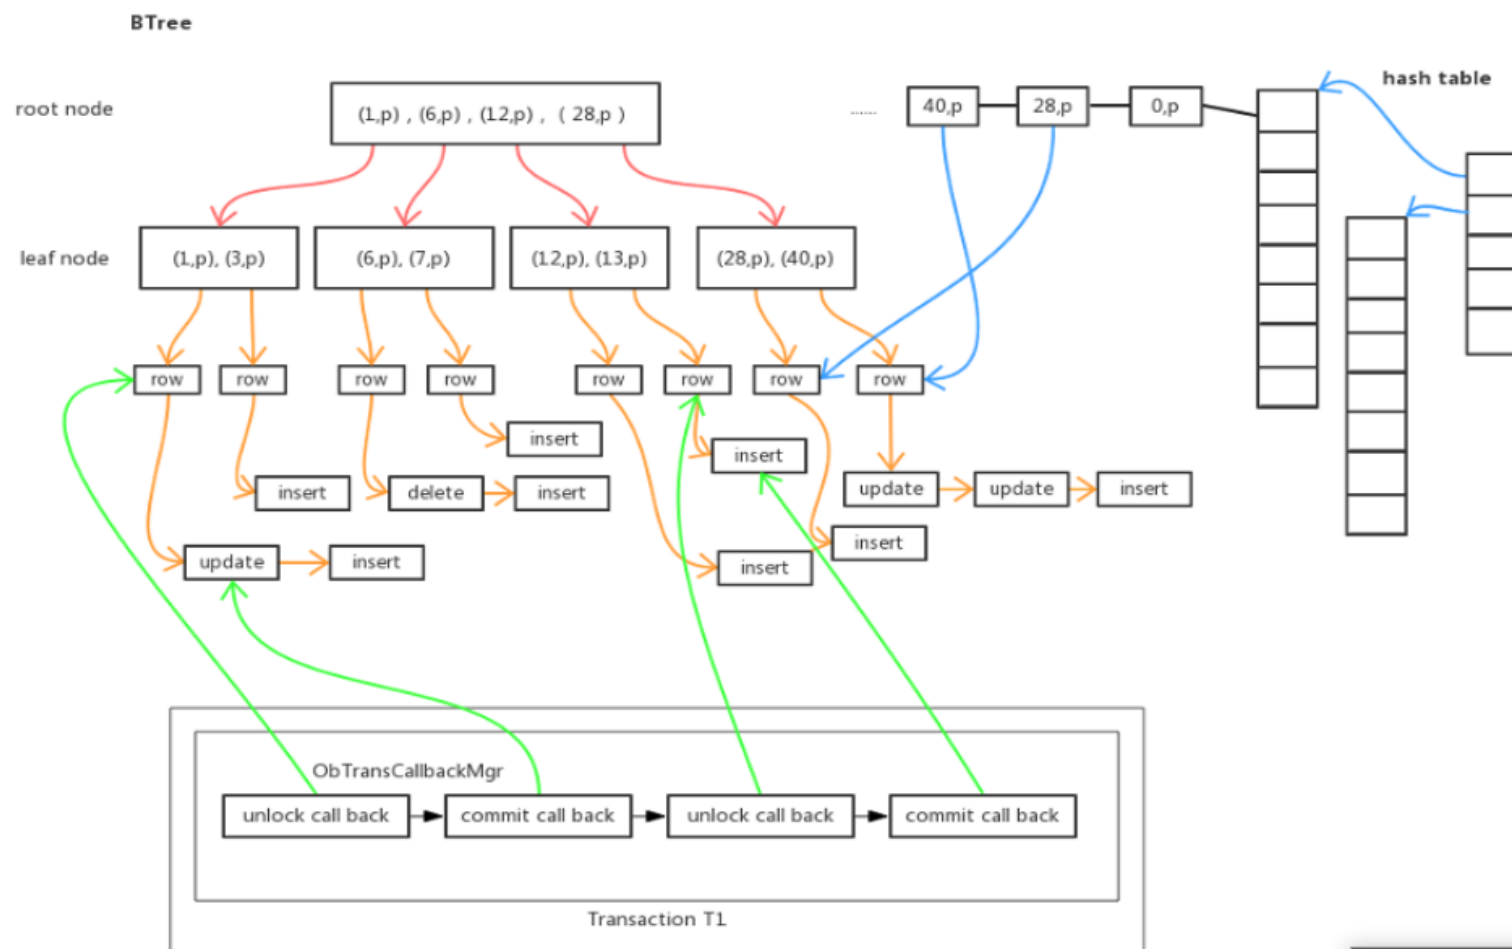 BTree
hash table
root node
(1,p) , (6,p) , (12,p) , ( 28,p )
......
40,p
28,p
0,p
leaf node
(1,p), (3,p)
(6,p), (7,p)
(12,p), (13,p)
(28,p), (40,p)
row
row
row
row
row
row
row
row
insert
insert
insert
delete
insert
update
update
insert
update
insert
insert
insert
ObTransCallbackMgr
unlock call back
commit call back
unlock call back
commit call back
Transaction T1